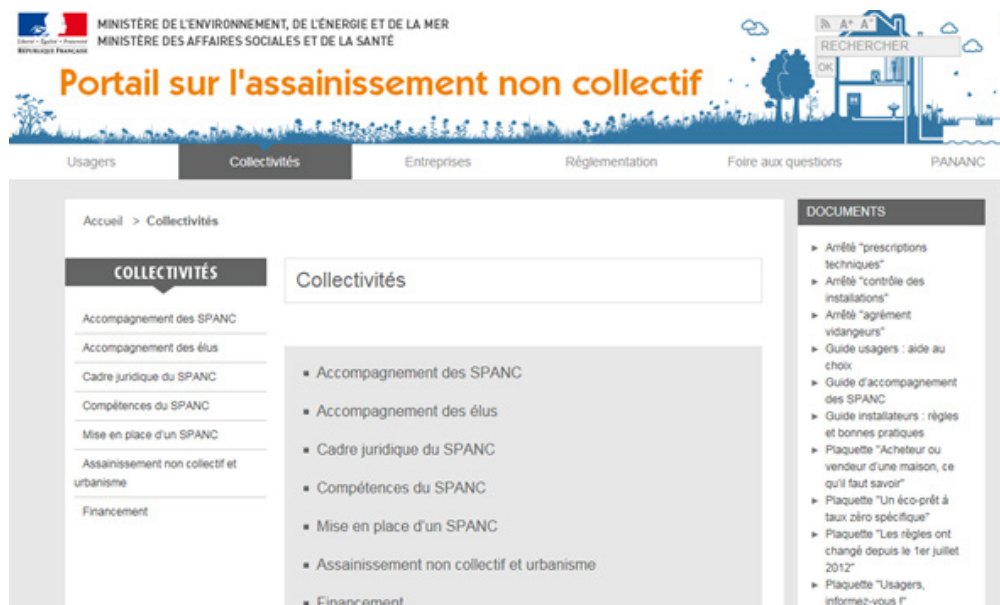 MINISTÈRE DE L'ENVIRONNEMENT, DE L'ÉNERGIE ET DE LA MER
MINISTÈRE DES AFFAIRES SOCIALES ET DE LA SANTÉ
Liberté • Égalité • Fraternité
RÉPUBLIQUE FRANÇAISE
A+ A-
RECHERCHER
OK
Portail sur l'assainissement non collectif
Usagers
Collectivités
Entreprises
Réglementation
Foire aux questions
PANANC
Accueil > Collectivités
COLLECTIVITÉS
Accompagnement des SPANC
Accompagnement des élus
Cadre juridique du SPANC
Compétences du SPANC
Mise en place d'un SPANC
Assainissement non collectif et
urbanisme
Financement
Collectivités
Accompagnement des SPANC
Accompagnement des élus
Cadre juridique du SPANC
Compétences du SPANC
Mise en place d'un SPANC
Assainissement non collectif et urbanisme
Financement
DOCUMENTS
Arrêté "prescriptions
techniques"
Arrêté "contrôle des
installations"
Arrêté "agrément
vidangeurs"
Guide usagers : aide au
choix
Guide d'accompagnement
des SPANC
Guide installateurs : règles
et bonnes pratiques
Plaquette "Acheteur ou
vendeur d'une maison, ce
qu'il faut savoir"
Plaquette "Un éco-prêt à
taux zéro spécifique"
Plaquette "Les règles ont
changé depuis le 1er juillet
2012"
Plaquette "Usagers,
informez-vous !"